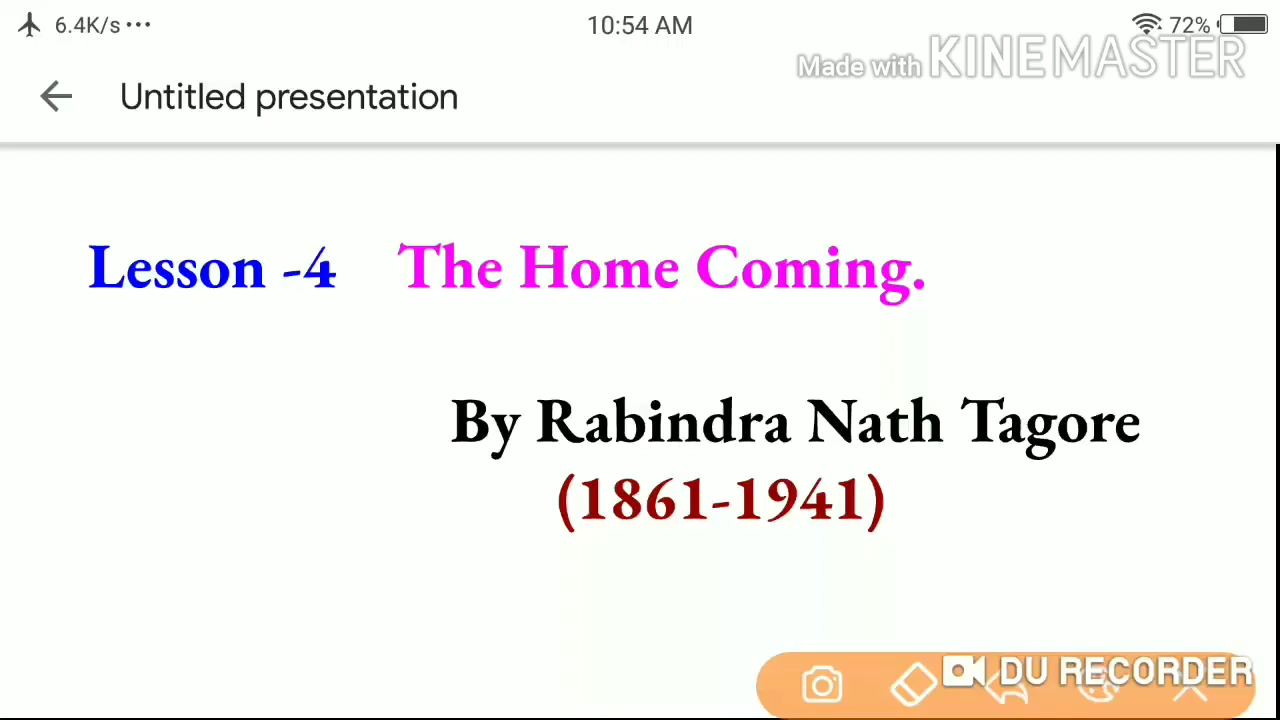 6.4K/s ... 10:54 AM 72%
Made with KINEMASTER
Untitled presentation
Lesson -4 The Home Coming.
By Rabindra Nath Tagore
(1861-1941)
DU RECORDER